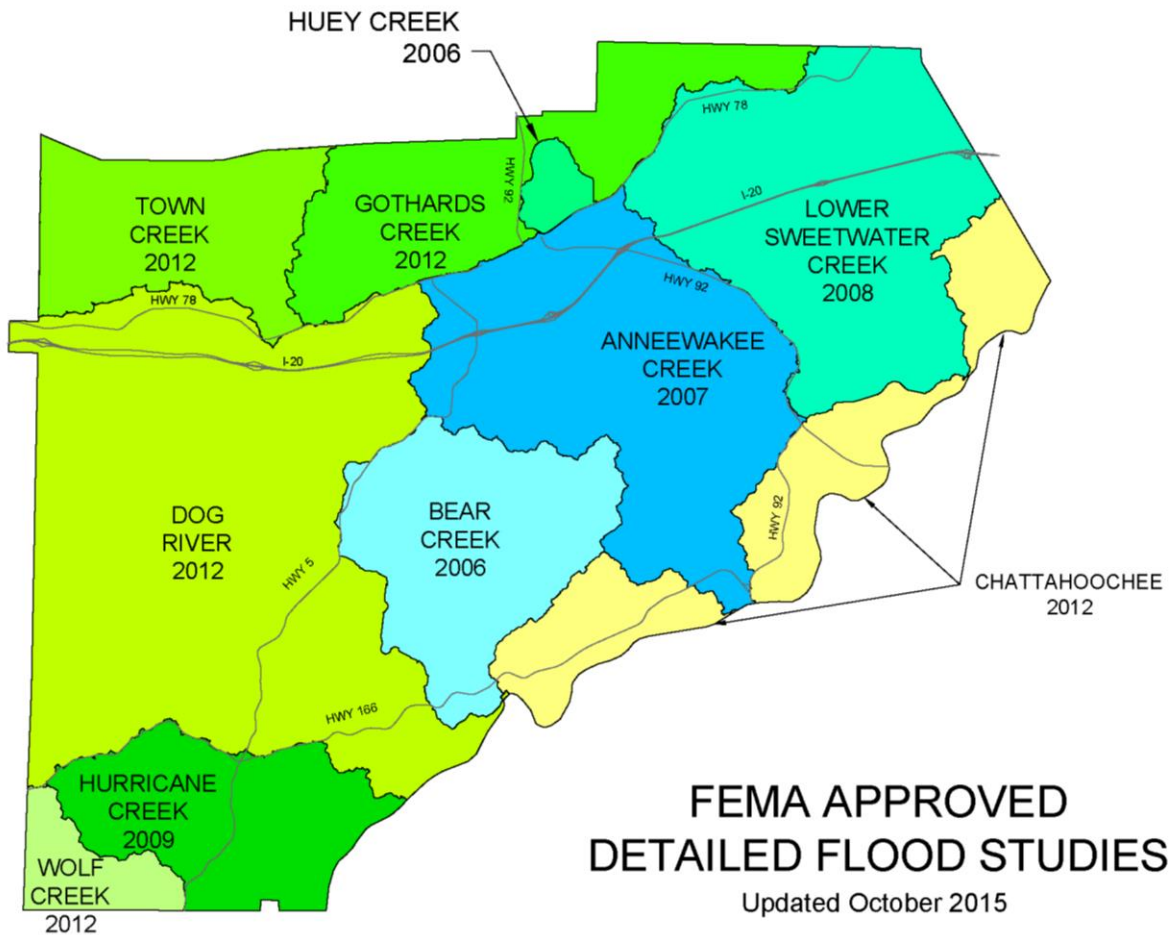 HUEY CREEK
2006
HWY 78
HWY 92
I-20
TOWN
CREEK
2012
GOTHARDS
CREEK
2012
LOWER
SWEETWATER
CREEK
2008
HWY 92
HWY 78
I-20
ANNEEWAKEE
CREEK
2007
DOG
RIVER
2012
BEAR
CREEK
2006
HWY 92
HWY 5
CHATTAHOOCHEE
2012
HWY 166
HURRICANE
CREEK
2009
WOLF
CREEK
2012
FEMA APPROVED
DETAILED FLOOD STUDIES
Updated October 2015